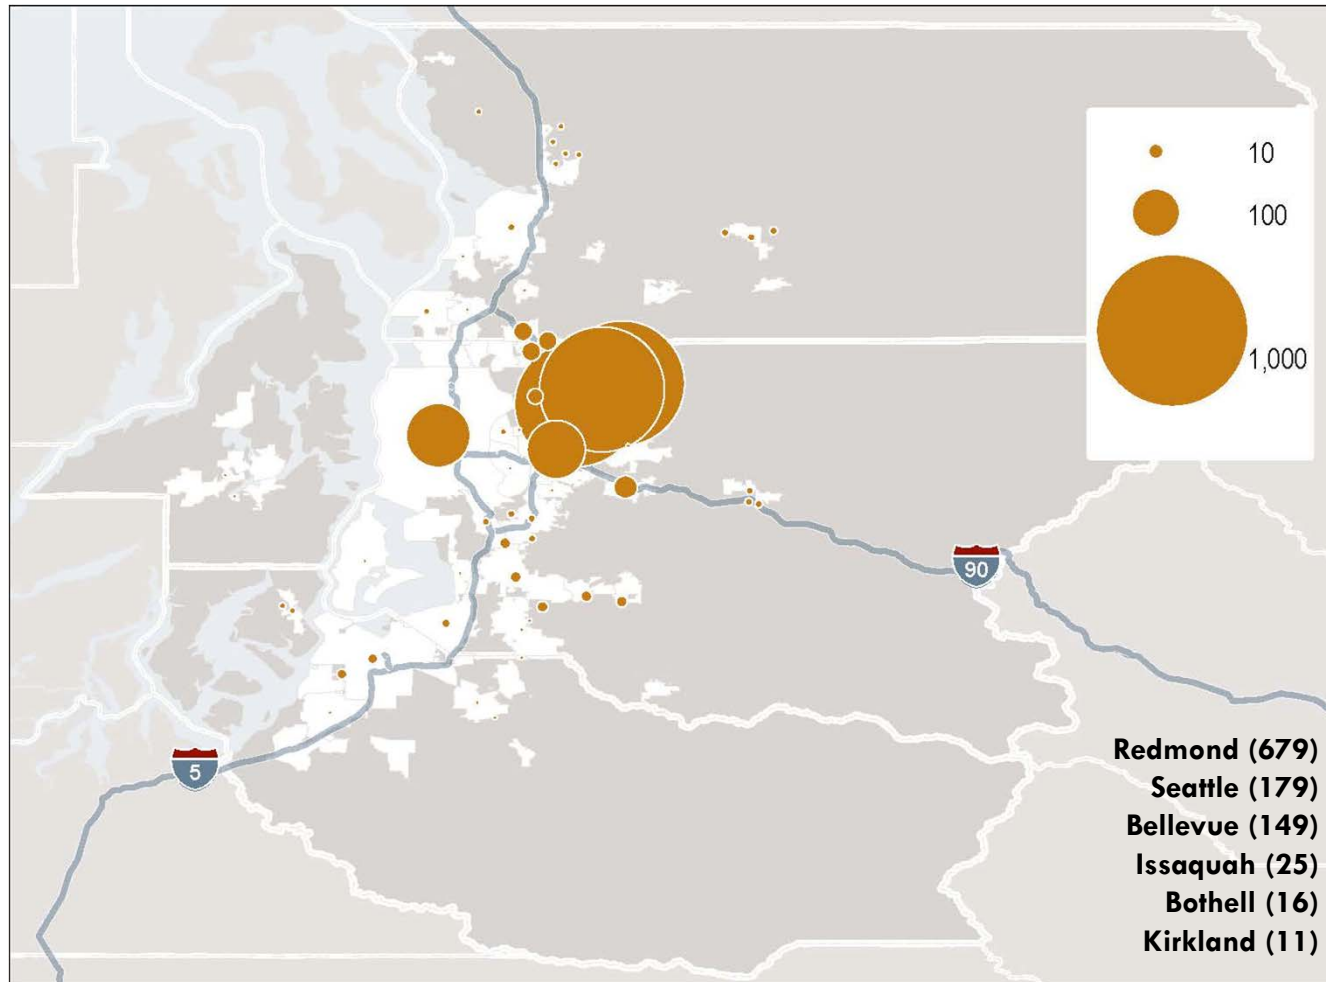 10
100
1,000
90
5
Redmond (679)
Seattle (179)
Bellevue (149)
Issaquah (25)
Bothell (16)
Kirkland (11)